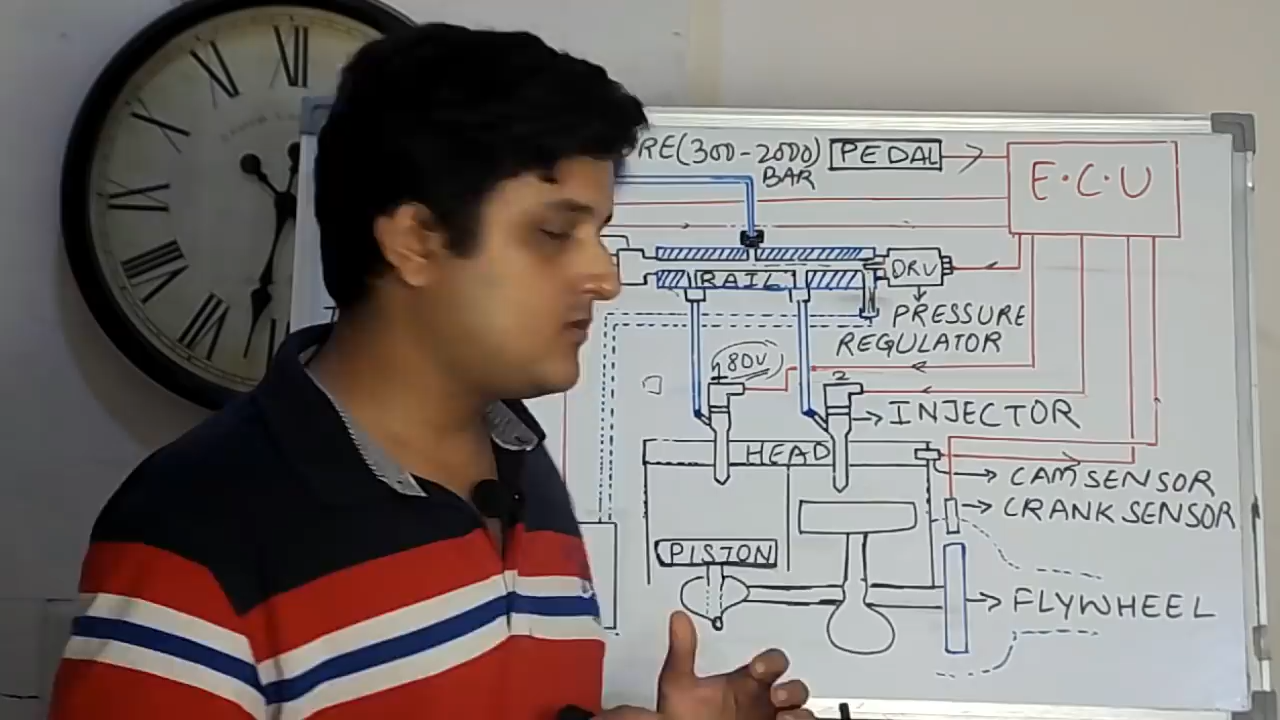 RE(300-2000) PEDAL
BAR
E.C.U
RAIL
DRV
PRESSURE
REGULATOR
1 80V
2
INJECTOR
HEAD
CAM SENSOR
CRANK SENSOR
PISTON
FLYWHEEL